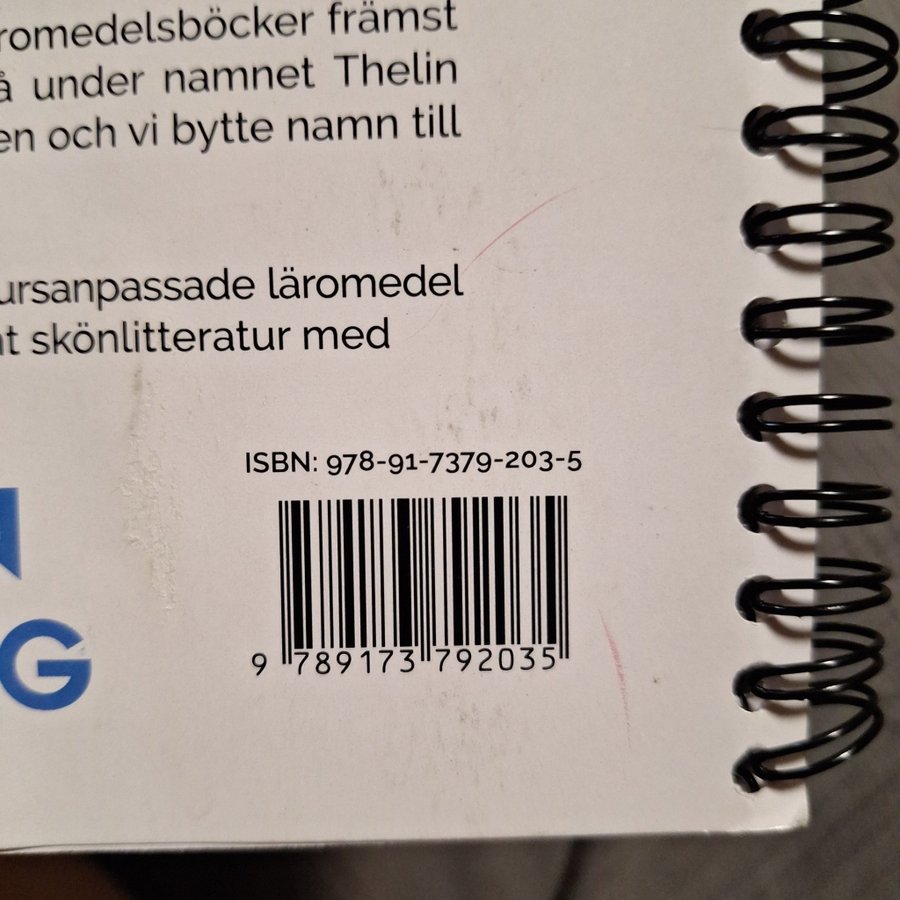 romedelsböcker främst
å under namnet Thelin
en och vi bytte namn till
ursanpassade läromedel
nt skönlitteratur med
ISBN: 978-91-7379-203-5
N
G
9 789173 792035